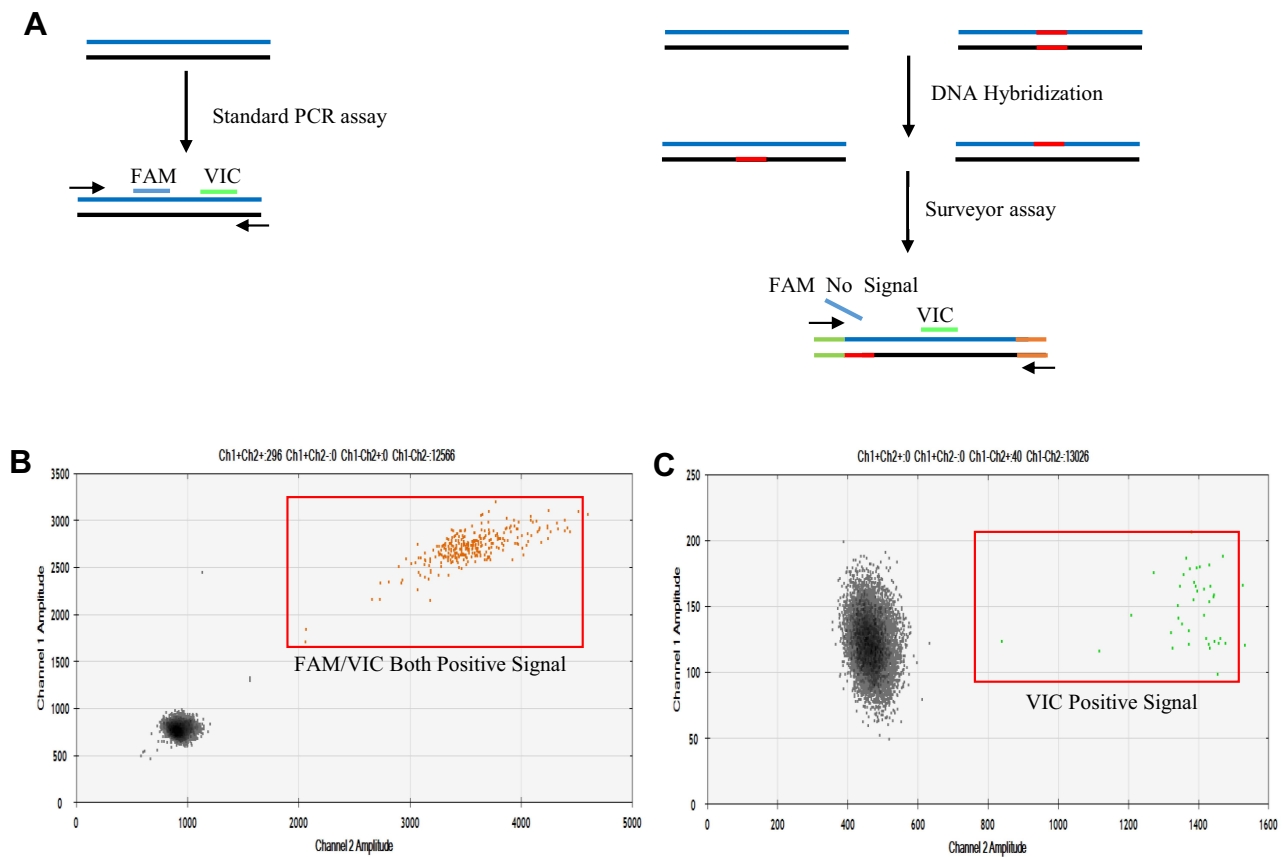 A
Standard PCR assay
FAM VIC
DNA Hybridization
Surveyor assay
FAM No Signal
VIC
B
Ch1+Ch2+:296 Ch1+Ch2-:0 Ch1-Ch2+:0 Ch1-Ch2-:12566
3500
3000
2500
2000
1500
1000
500
0
Channel 1 Amplitude
FAM/VIC Both Positive Signal
0 1000 2000 3000 4000 5000
Channel 2 Amplitude
C
Ch1+Ch2+:0 Ch1+Ch2-:0 Ch1-Ch2+:40 Ch1-Ch2-:13026
250
200
150
100
50
0
Channel 1 Amplitude
VIC Positive Signal
0 200 400 600 800 1000 1200 1400 1600
Channel 2 Amplitude